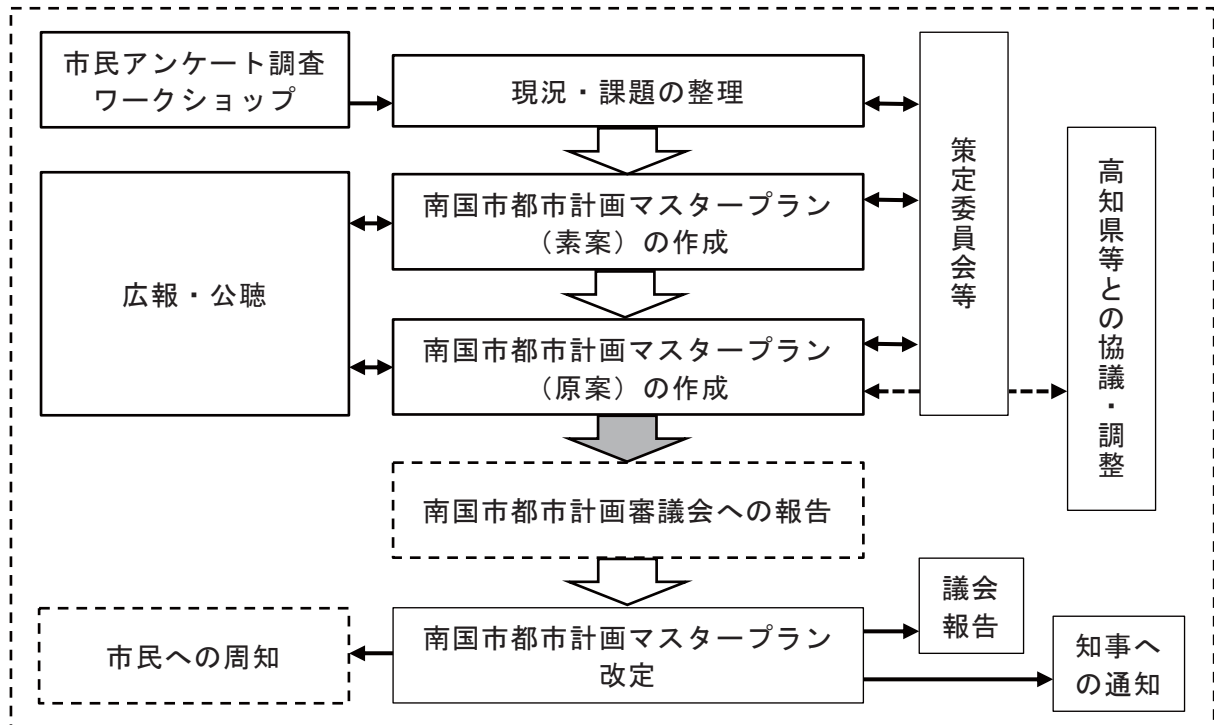 市民アンケート調査
ワークショップ
現況・課題の整理
南国市都市計画マスタープラン
（素案）の作成
広報・公聴
南国市都市計画マスタープラン
（原案）の作成
策定委員会等
高知県等との協議・調整
南国市都市計画審議会への報告
市民への周知
南国市都市計画マスタープラン
改定
議会
報告
知事へ
の通知